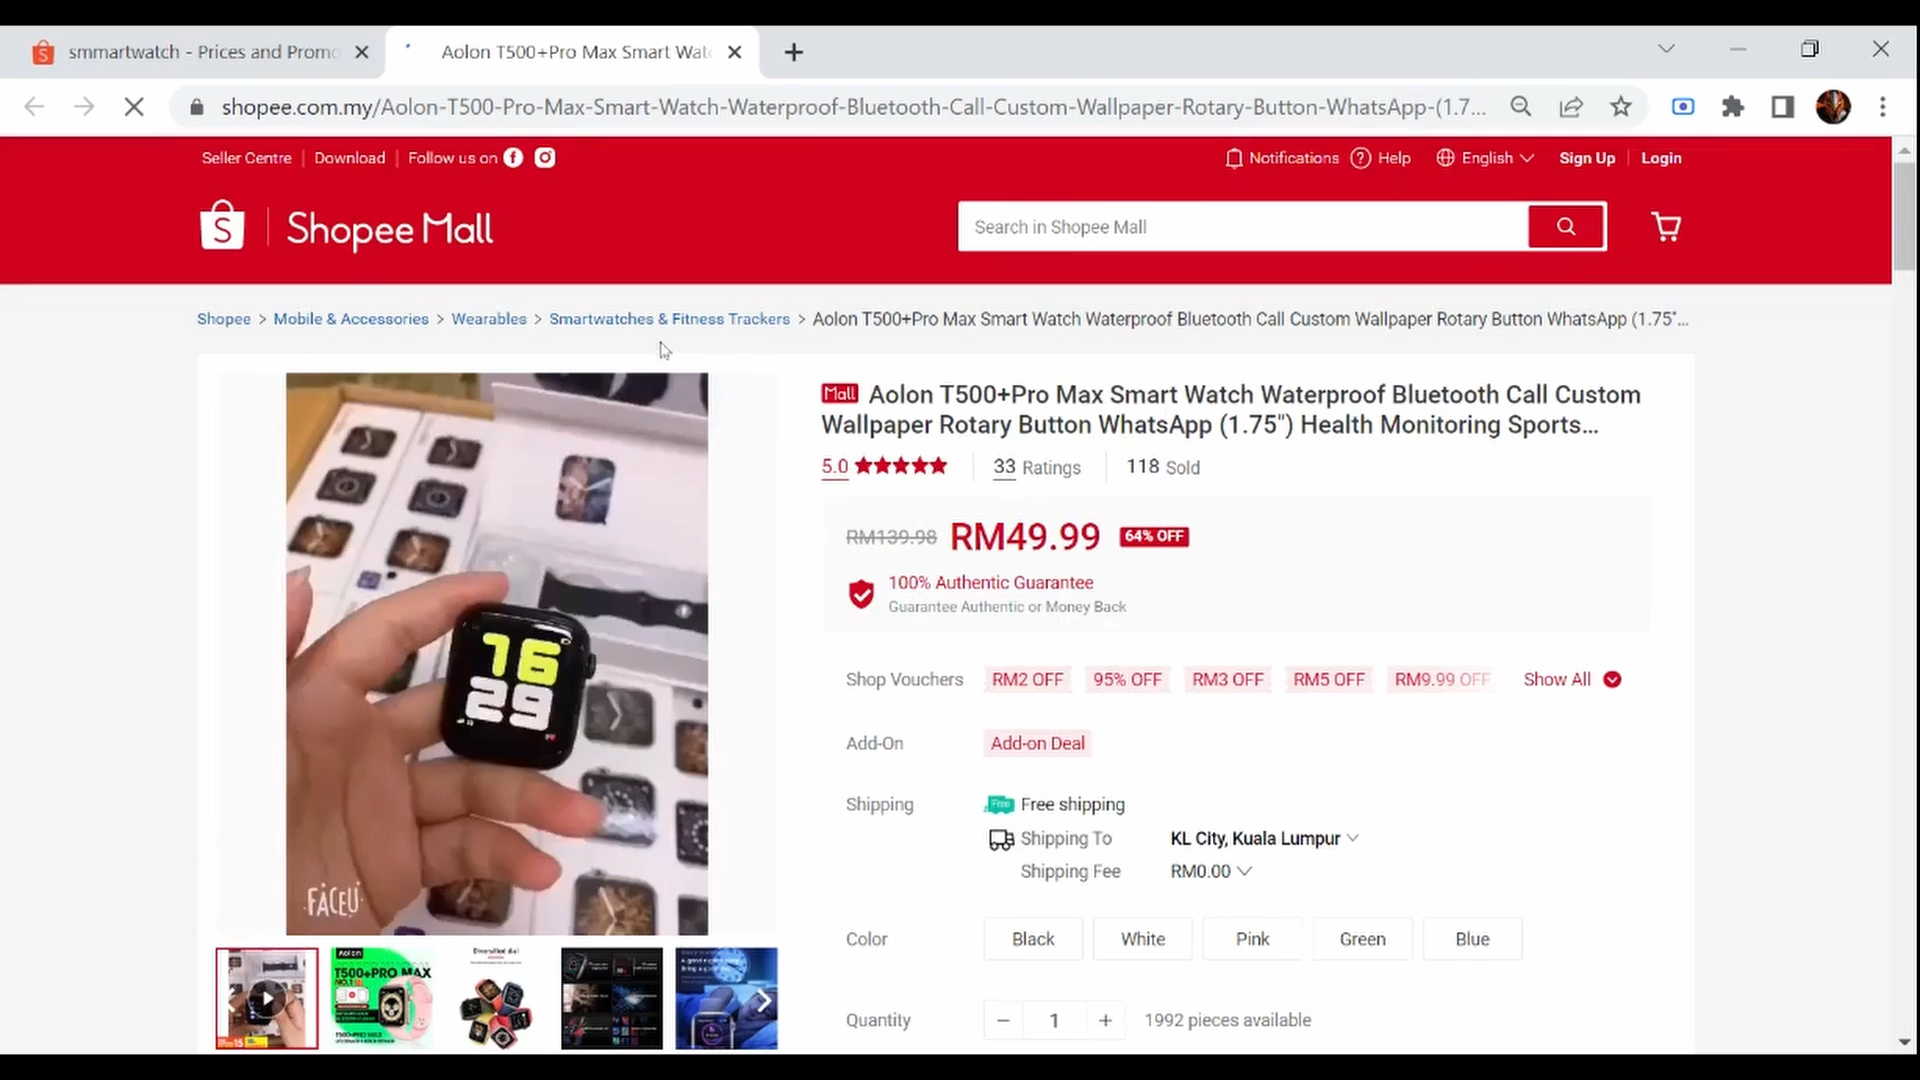 smmartwatch - Prices and Promo
Aolon T500+Pro Max Smart Wat
shopee.com.my/Aolon-T500-Pro-Max-Smart-Watch-Waterproof-Bluetooth-Call-Custom-Wallpaper-Rotary-Button-WhatsApp-(1.7...
Seller Centre | Download | Follow us on
Notifications Help English Sign Up | Login
S | Shopee Mall
Search in Shopee Mall
Shopee > Mobile & Accessories > Wearables > Smartwatches & Fitness Trackers > Aolon T500+Pro Max Smart Watch Waterproof Bluetooth Call Custom Wallpaper Rotary Button WhatsApp (1.75"...
Mall Aolon T500+Pro Max Smart Watch Waterproof Bluetooth Call Custom
Wallpaper Rotary Button WhatsApp (1.75") Health Monitoring Sports...
5.0 33 Ratings 118 Sold
RM139.98 RM49.99 64% OFF
100% Authentic Guarantee
Guarantee Authentic or Money Back
16
29
FACEU
Shop Vouchers RM2 OFF 95% OFF RM3 OFF RM5 OFF RM9.99 OFF Show All
Add-On Add-on Deal
Shipping Free Free shipping
Shipping To KL City, Kuala Lumpur
Shipping Fee RM0.00
Color Black White Pink Green Blue
Quantity − 1 + 1992 pieces available
Aolon
T500+PRO MAX
Diversified dial